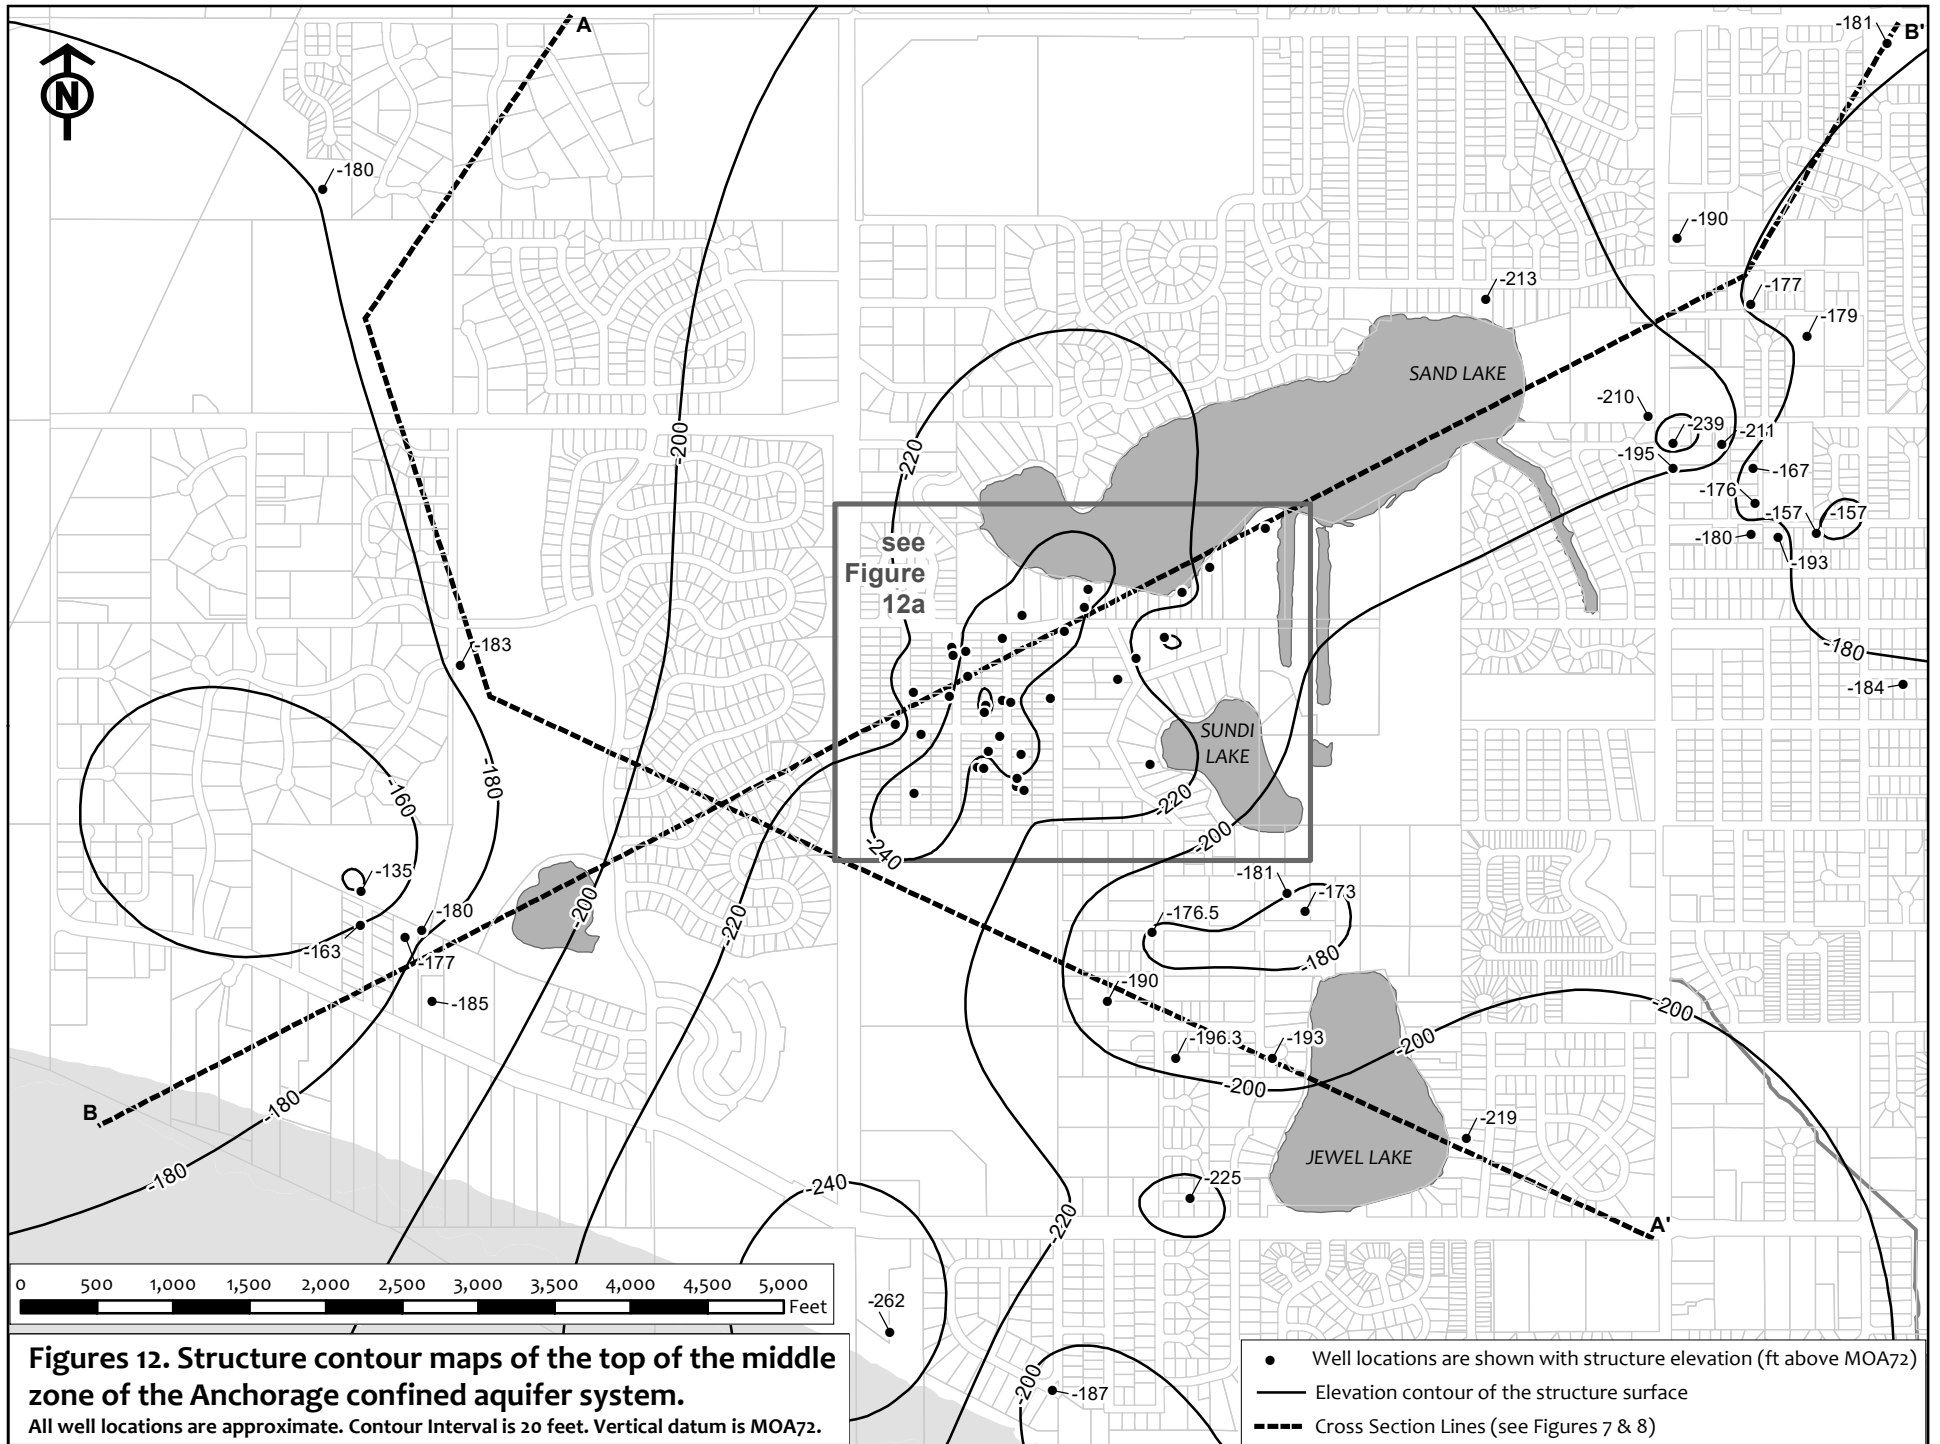 A
-181
B'
N
-180
-190
-213
-177
-179
SAND LAKE
-210
-239
-211
-200
-220
-195
-167
-176
-157
-157
see
Figure
12a
-180
-193
-183
-180
-184
SUNDI
LAKE
-180
-160
-220
-200
-240
-135
-181
-173
-180
-200
-176.5
-220
-163
-177
-180
-190
-185
-200
-196.3
-193
-200
-200
-180
B
-219
JEWEL LAKE
-180
-240
-225
-220
A'
0 500 1,000 1,500 2,000 2,500 3,000 3,500 4,000 4,500 5,000
Feet
-262
-200
-187
Figures 12. Structure contour maps of the top of the middle
zone of the Anchorage confined aquifer system.
All well locations are approximate. Contour Interval is 20 feet. Vertical datum is MOA72.
Well locations are shown with structure elevation (ft above MOA72)
Elevation contour of the structure surface
Cross Section Lines (see Figures 7 & 8)